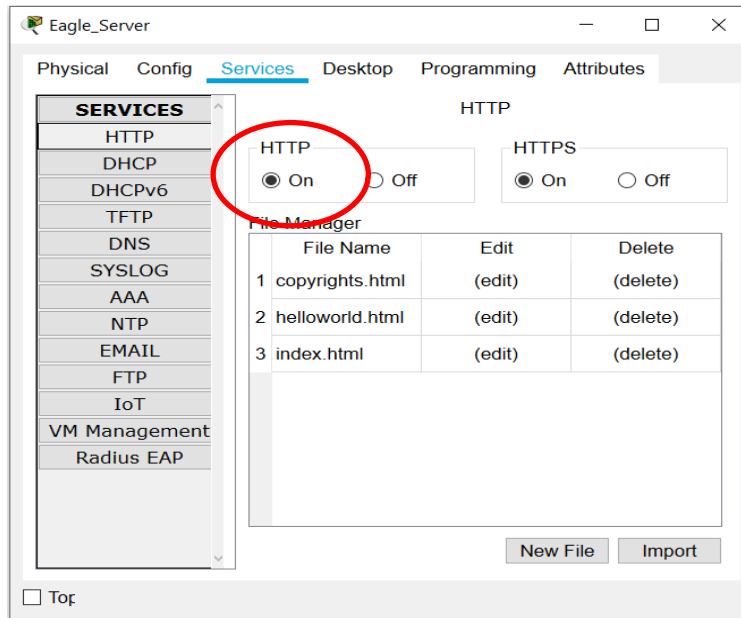 Eagle_Server
Physical Config Services Desktop Programming Attributes
SERVICES
HTTP
DHCP
DHCPv6
TFTP
DNS
SYSLOG
AAA
NTP
EMAIL
FTP
IoT
VM Management
Radius EAP
HTTP
HTTP
On Off
HTTPS
On Off
File Manager
File Name Edit Delete
1 copyrights.html (edit) (delete)
2 helloworld.html (edit) (delete)
3 index.html (edit) (delete)
New File Import
Top